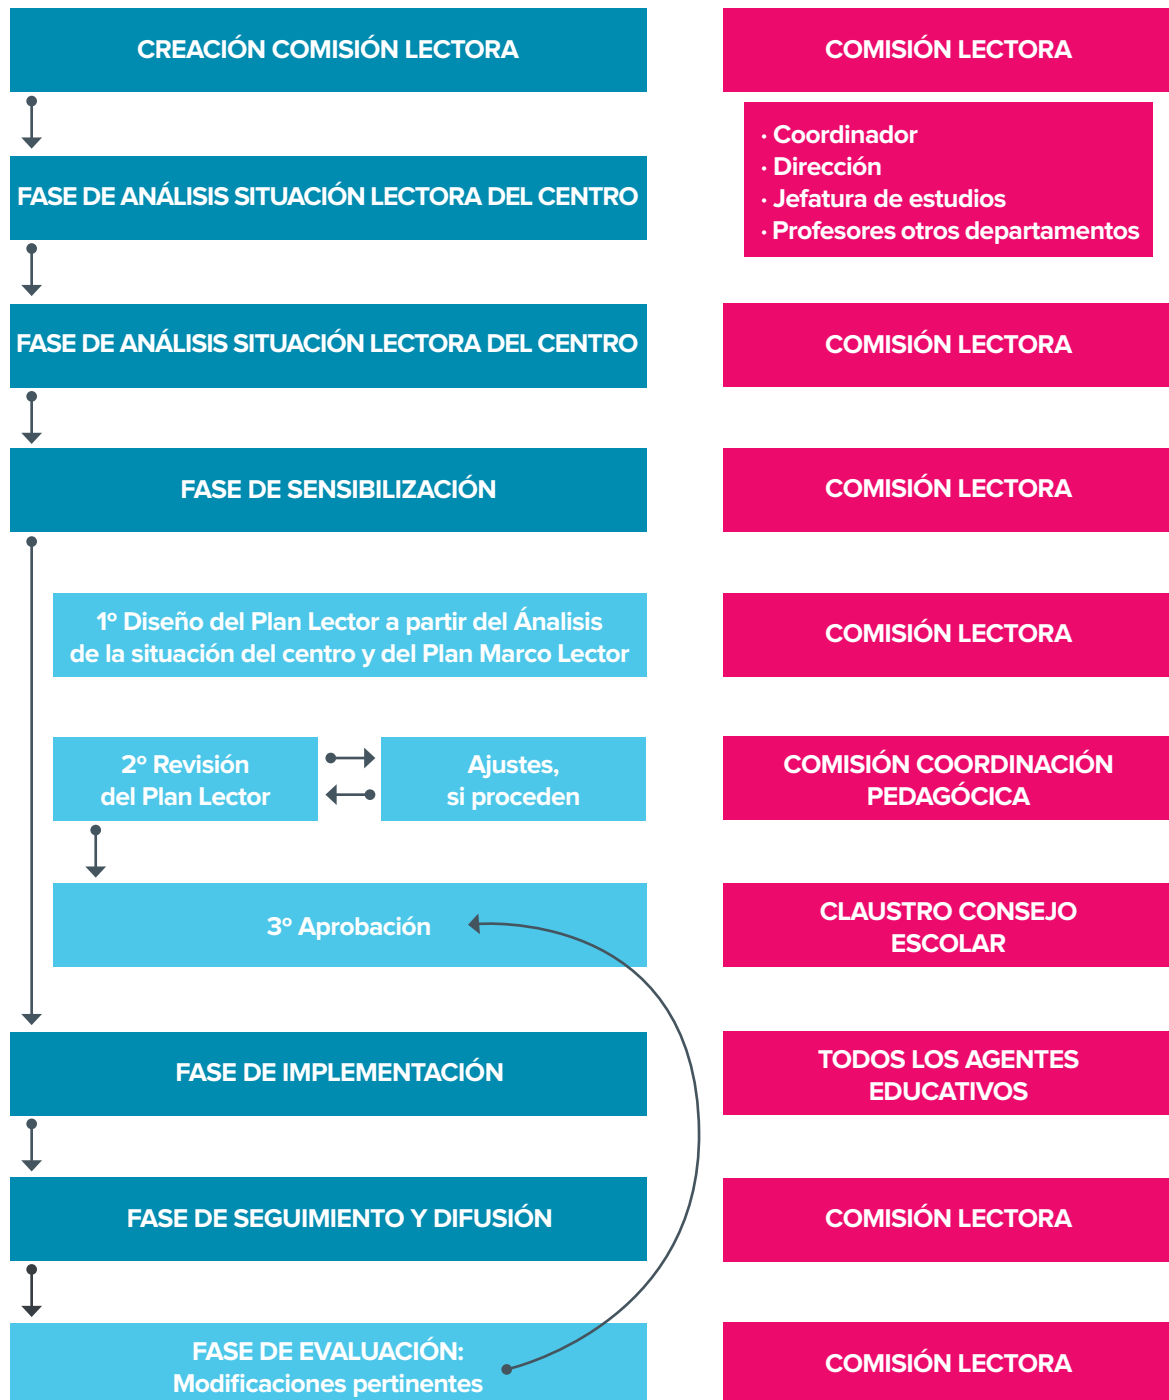 CREACIÓN COMISIÓN LECTORA
COMISIÓN LECTORA
· Coordinador
· Dirección
· Jefatura de estudios
· Profesores otros departamentos
FASE DE ANÁLISIS SITUACIÓN LECTORA DEL CENTRO
FASE DE ANÁLISIS SITUACIÓN LECTORA DEL CENTRO
COMISIÓN LECTORA
FASE DE SENSIBILIZACIÓN
COMISIÓN LECTORA
1º Diseño del Plan Lector a partir del Ánalisis
de la situación del centro y del Plan Marco Lector
COMISIÓN LECTORA
2º Revisión
del Plan Lector
Ajustes,
si proceden
COMISIÓN COORDINACIÓN
PEDAGÓCICA
3º Aprobación
CLAUSTRO CONSEJO
ESCOLAR
FASE DE IMPLEMENTACIÓN
TODOS LOS AGENTES
EDUCATIVOS
FASE DE SEGUIMIENTO Y DIFUSIÓN
COMISIÓN LECTORA
FASE DE EVALUACIÓN:
Modificaciones pertinentes
COMISIÓN LECTORA